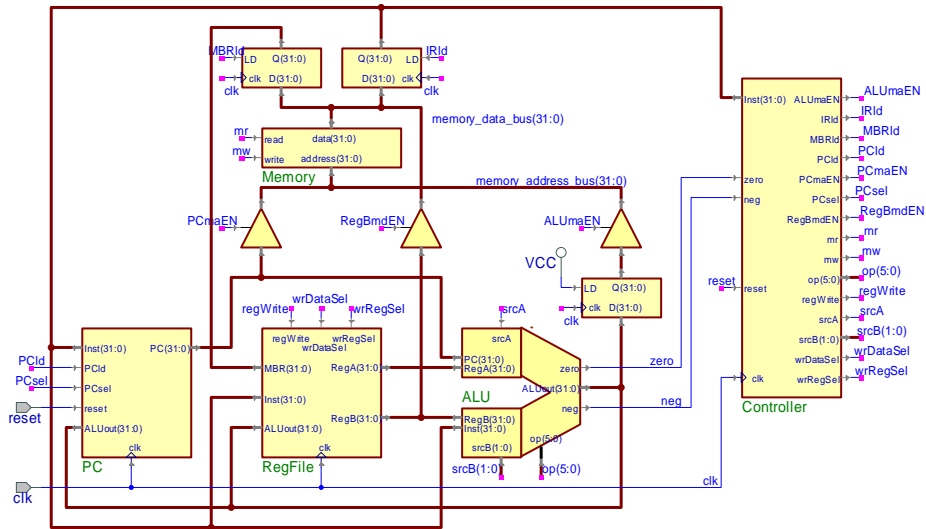 MBRld
LD
Q(31:0)
clk
D(31:0)
clk
Q(31:0)
LD
IRld
D(31:0)
clk
clk
memory_data_bus(31:0)
mr
read
data(31:0)
mw
write
address(31:0)
Memory
memory_address_bus(31:0)
PCmaEN
RegBmdEN
ALUmaEN
VCC
LD
Q(31:0)
clk
D(31:0)
clk
regWrite
wrDataSel
wrRegSel
srcA
PCld
PCsel
reset
Inst(31:0)
PC(31:0)
PCld
PCsel
reset
ALUout(31:0)
clk
PC
regWrite
wrRegSel
wrDataSel
MBR(31:0)
RegA(31:0)
Inst(31:0)
RegB(31:0)
ALUout(31:0)
clk
RegFile
srcA
PC(31:0)
RegA(31:0)
zero
ALU
ALUout(31:0)
RegB(31:0)
neg
Inst(31:0)
op(5:0)
srcB(1:0)
srcB(1:0)
op(5:0)
zero
neg
clk
clk
Inst(31:0)
ALUmaEN
ALUmaEN
IRld
IRld
MBRld
MBRld
PCld
PCld
zero
PCmaEN
PCmaEN
neg
PCsel
PCsel
RegBmdEN
RegBmdEN
mr
mr
mw
mw
reset
reset
op(5:0)
op(5:0)
regWrite
regWrite
srcA
srcA
srcB(1:0)
srcB(1:0)
wrDataSel
wrDataSel
clk
wrRegSel
wrRegSel
Controller